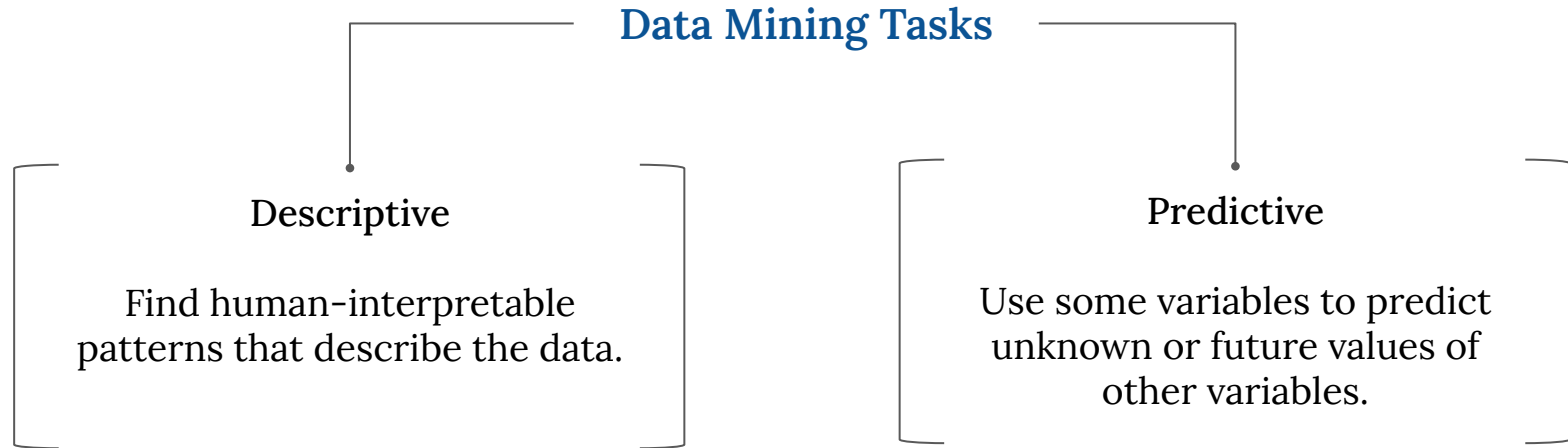 Data Mining Tasks
Descriptive
Find human-interpretable
patterns that describe the data.
Predictive
Use some variables to predict
unknown or future values of
other variables.